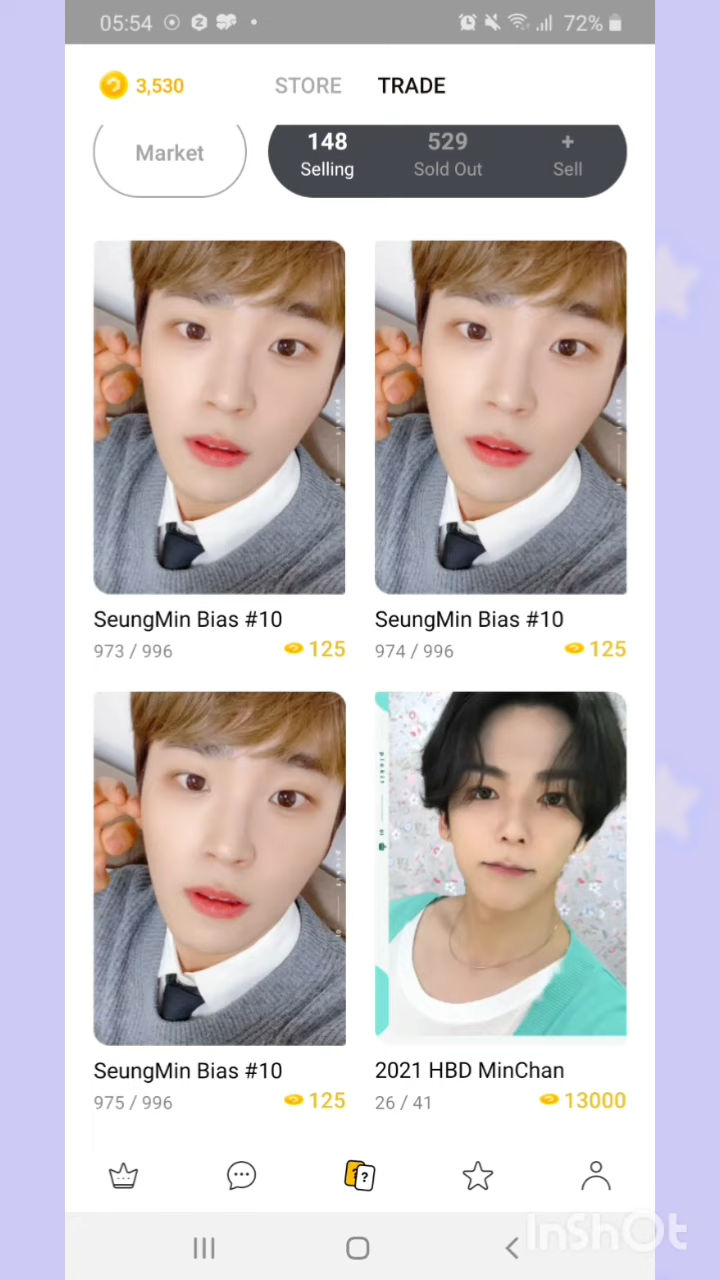 05:54
72%
3,530
STORE
TRADE
Market
148
529
+
Selling
Sold Out
Sell
SeungMin Bias #10
SeungMin Bias #10
973 / 996
125
974 / 996
125
SeungMin Bias #10
2021 HBD MinChan
975 / 996
125
26 / 41
13000
InShOt